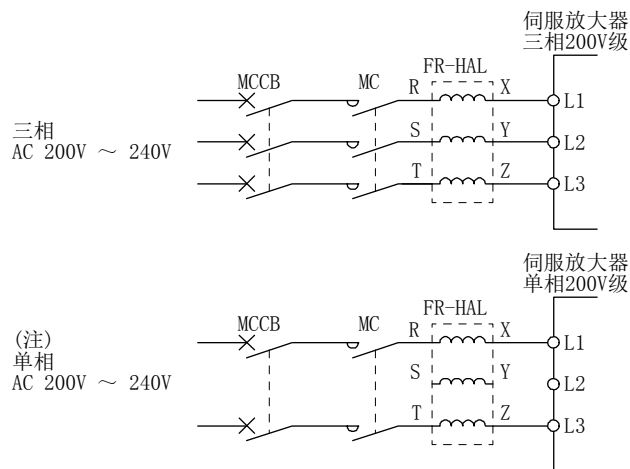 伺服放大器
三相200V级
FR-HAL
MCCB MC R X
L1
三相
AC 200V ～ 240V
S Y
L2
T Z
L3
伺服放大器
单相200V级
FR-HAL
MCCB MC R X
L1
(注)
单相
AC 200V ～ 240V
S Y
L2
T Z
L3